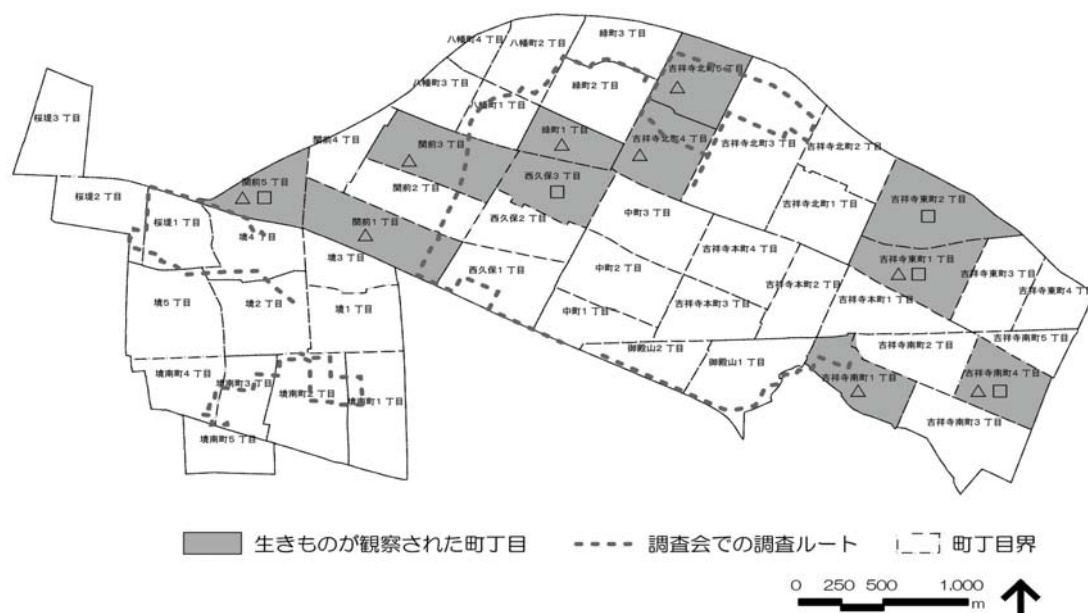 八幡町4 丁目
八幡町2 丁目
緑町3 丁目
吉祥寺北町5 丁目
△
八幡町3 丁目
緑町2 丁目
桜堤3 丁目
八幡町1 丁目
関前4 丁目
関前3 丁目
△
緑町1 丁目
△
吉祥寺北町4 丁目
△
吉祥寺北町3 丁目
吉祥寺北町2 丁目
関前5 丁目
△ □
関前2 丁目
西久保3 丁目
□
桜堤2 丁目
吉祥寺北町1 丁目
吉祥寺東町2 丁目
□
桜堤1 丁目
境4 丁目
関前1 丁目
△
西久保2 丁目
中町3 丁目
吉祥寺本町4 丁目
吉祥寺東町1 丁目
△ □
境3 丁目
西久保1 丁目
中町2 丁目
吉祥寺本町2 丁目
吉祥寺東町3 丁目
吉祥寺東町4 丁目
境5 丁目
境2 丁目
境1 丁目
中町1 丁目
吉祥寺本町3 丁目
吉祥寺本町1 丁目
御殿山2 丁目
御殿山1 丁目
吉祥寺南町2 丁目
吉祥寺南町5 丁目
境南町4 丁目
境南町3 丁目
境南町2 丁目
境南町1 丁目
吉祥寺南町1 丁目
△
吉祥寺南町4 丁目
△ □
境南町5 丁目
吉祥寺南町3 丁目
生きものが観察された町丁目
調査会での調査ルート
町丁目界
0 250 500 1,000
m